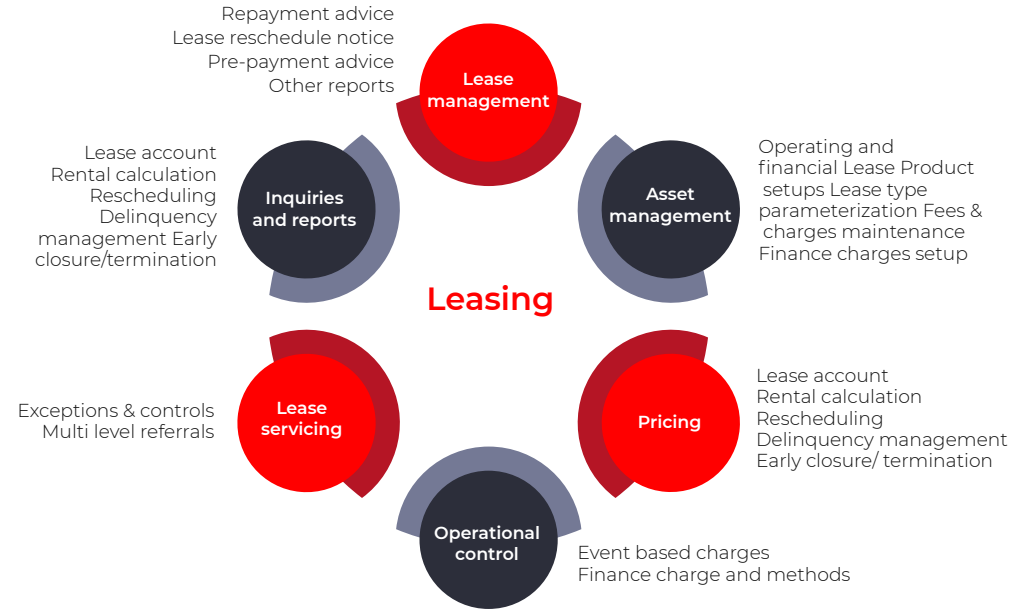 Repayment advice
Lease reschedule notice
Pre-payment advice
Other reports
Lease
management
Lease account
Rental calculation
Rescheduling
Delinquency
management Early
closure/termination
Inquiries
and reports
Asset
management
Operating and
financial Lease Product
setups Lease type
parameterization Fees &
charges maintenance
Finance charges setup
Leasing
Exceptions & controls
Multi level referrals
Lease
servicing
Pricing
Lease account
Rental calculation
Rescheduling
Delinquency management
Early closure/ termination
Operational
control
Event based charges
Finance charge and methods